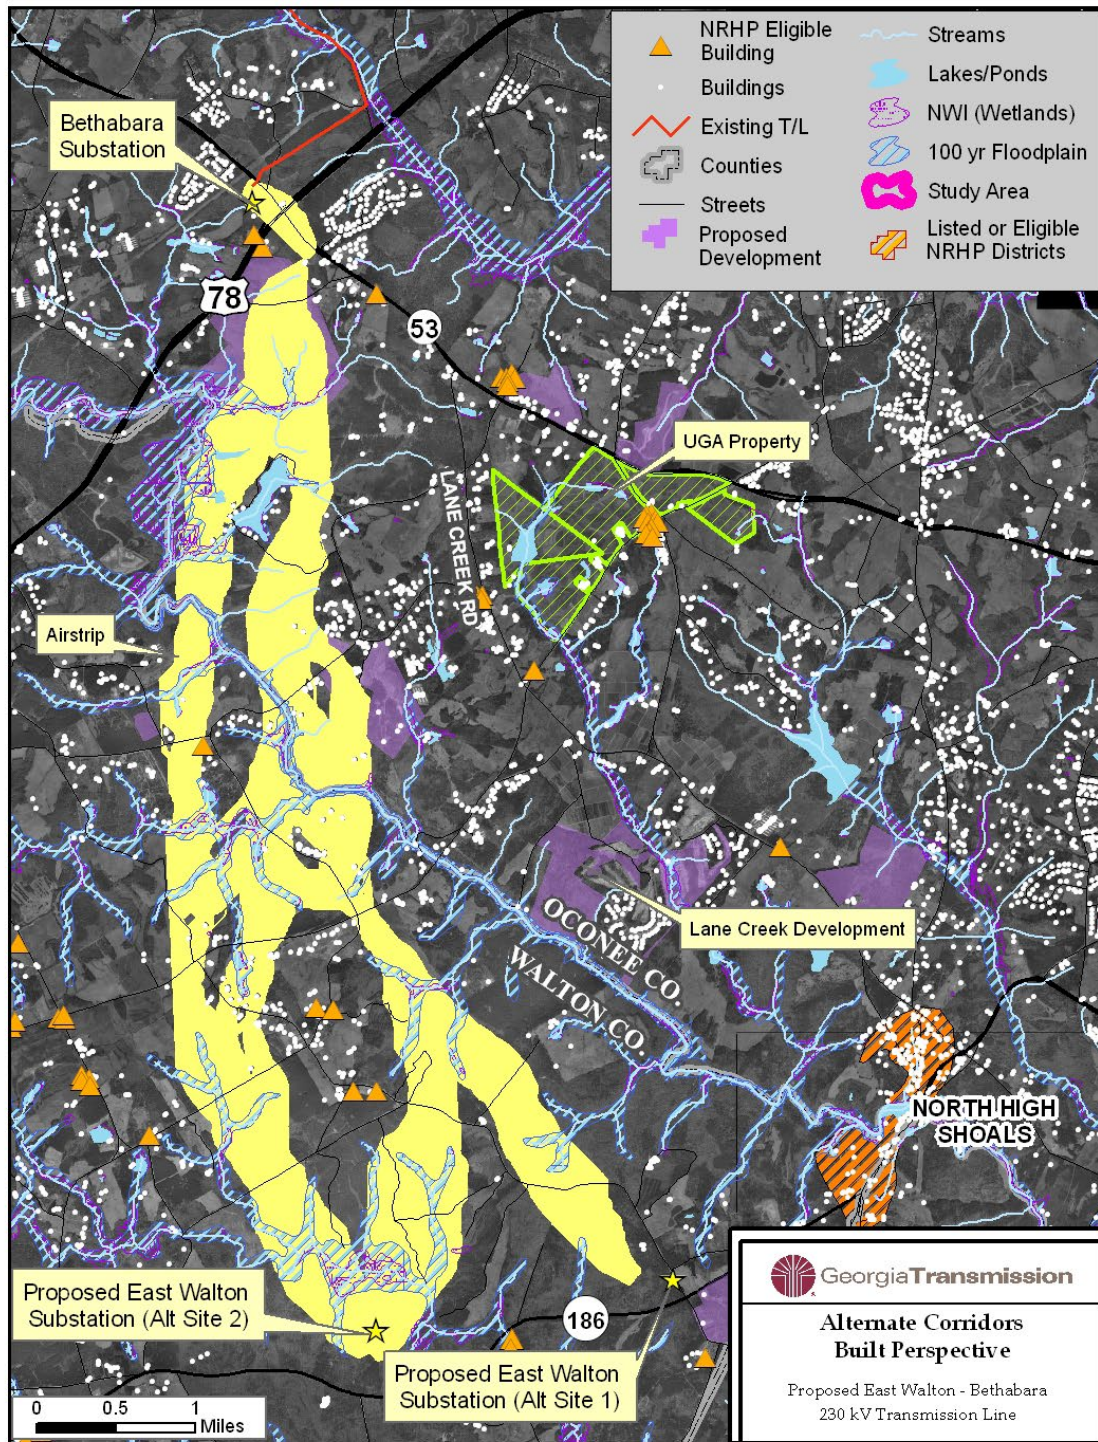 NRHP Eligible
Building
Buildings
Existing T/L
Counties
Streets
Proposed
Development
Streams
Lakes/Ponds
NWI (Wetlands)
100 yr Floodplain
Study Area
Listed or Eligible
NRHP Districts
Bethabara
Substation
78
53
UGA Property
LANE CREEK RD
Airstrip
Lane Creek Development
OCONEE CO.
WALTON CO.
NORTH HIGH
SHOALS
Proposed East Walton
Substation (Alt Site 2)
186
Proposed East Walton
Substation (Alt Site 1)
0 0.5 1
Miles
GeorgiaTransmission
Alternate Corridors
Built Perspective
Proposed East Walton - Bethabara
230 kV Transmission Line